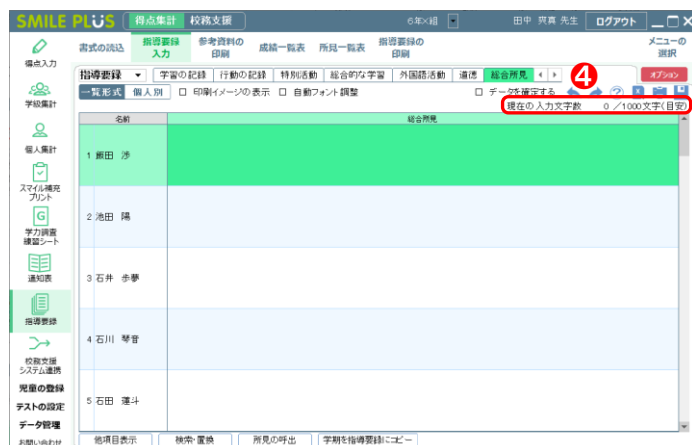 SMILE PLUS 得点集計 校務支援 6年×組 田中 爽真 先生 ログアウト
得点入力
書式の読込
指導要録
入力
参考資料の
印刷
成績一覧表
所見一覧表
指導要録の
印刷
メニューの
選択
指導要録 学習の記録 行動の記録 特別活動 総合的な学習 外国語活動 道徳 総合所見 4 オプション
一覧形式 個人別 印刷イメージの表示 自動フォント調整 データを確定する
現在の入力文字数 0 /1000文字(目安)
名前 総合所見
1 飯田 渉
2 池田 陽
3 石井 歩夢
4 石川 琴音
5 石田 蓮斗
学級集計
個人集計
スマイル補充
プリント
学力調査
練習シート
通知表
指導要録
校務支援
システム連携
児童の登録
テストの設定
データ管理
お問い合わせ
他項目表示 検索・置換 所見の呼出 学期を指導要録にコピー